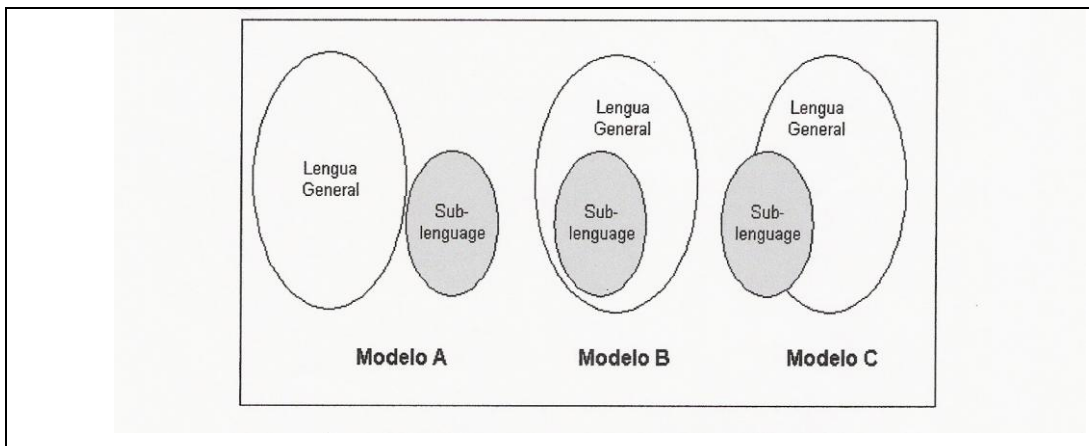 Lengua
General
Sub-
lenguage
Modelo A
Lengua
General
Sub-
lenguage
Modelo B
Lengua
General
Sub-
lenguage
Modelo C